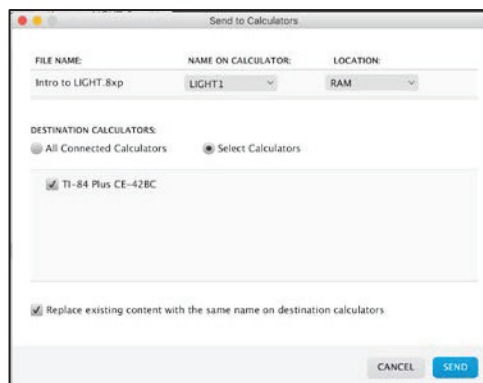 Send to Calculators
FILE NAME: NAME ON CALCULATOR: LOCATION:
Intro to LIGHT.8xp LIGHT1 RAM
DESTINATION CALCULATORS:
All Connected Calculators Select Calculators
TI-84 Plus CE-42BC
Replace existing content with the same name on destination calculators
CANCEL SEND